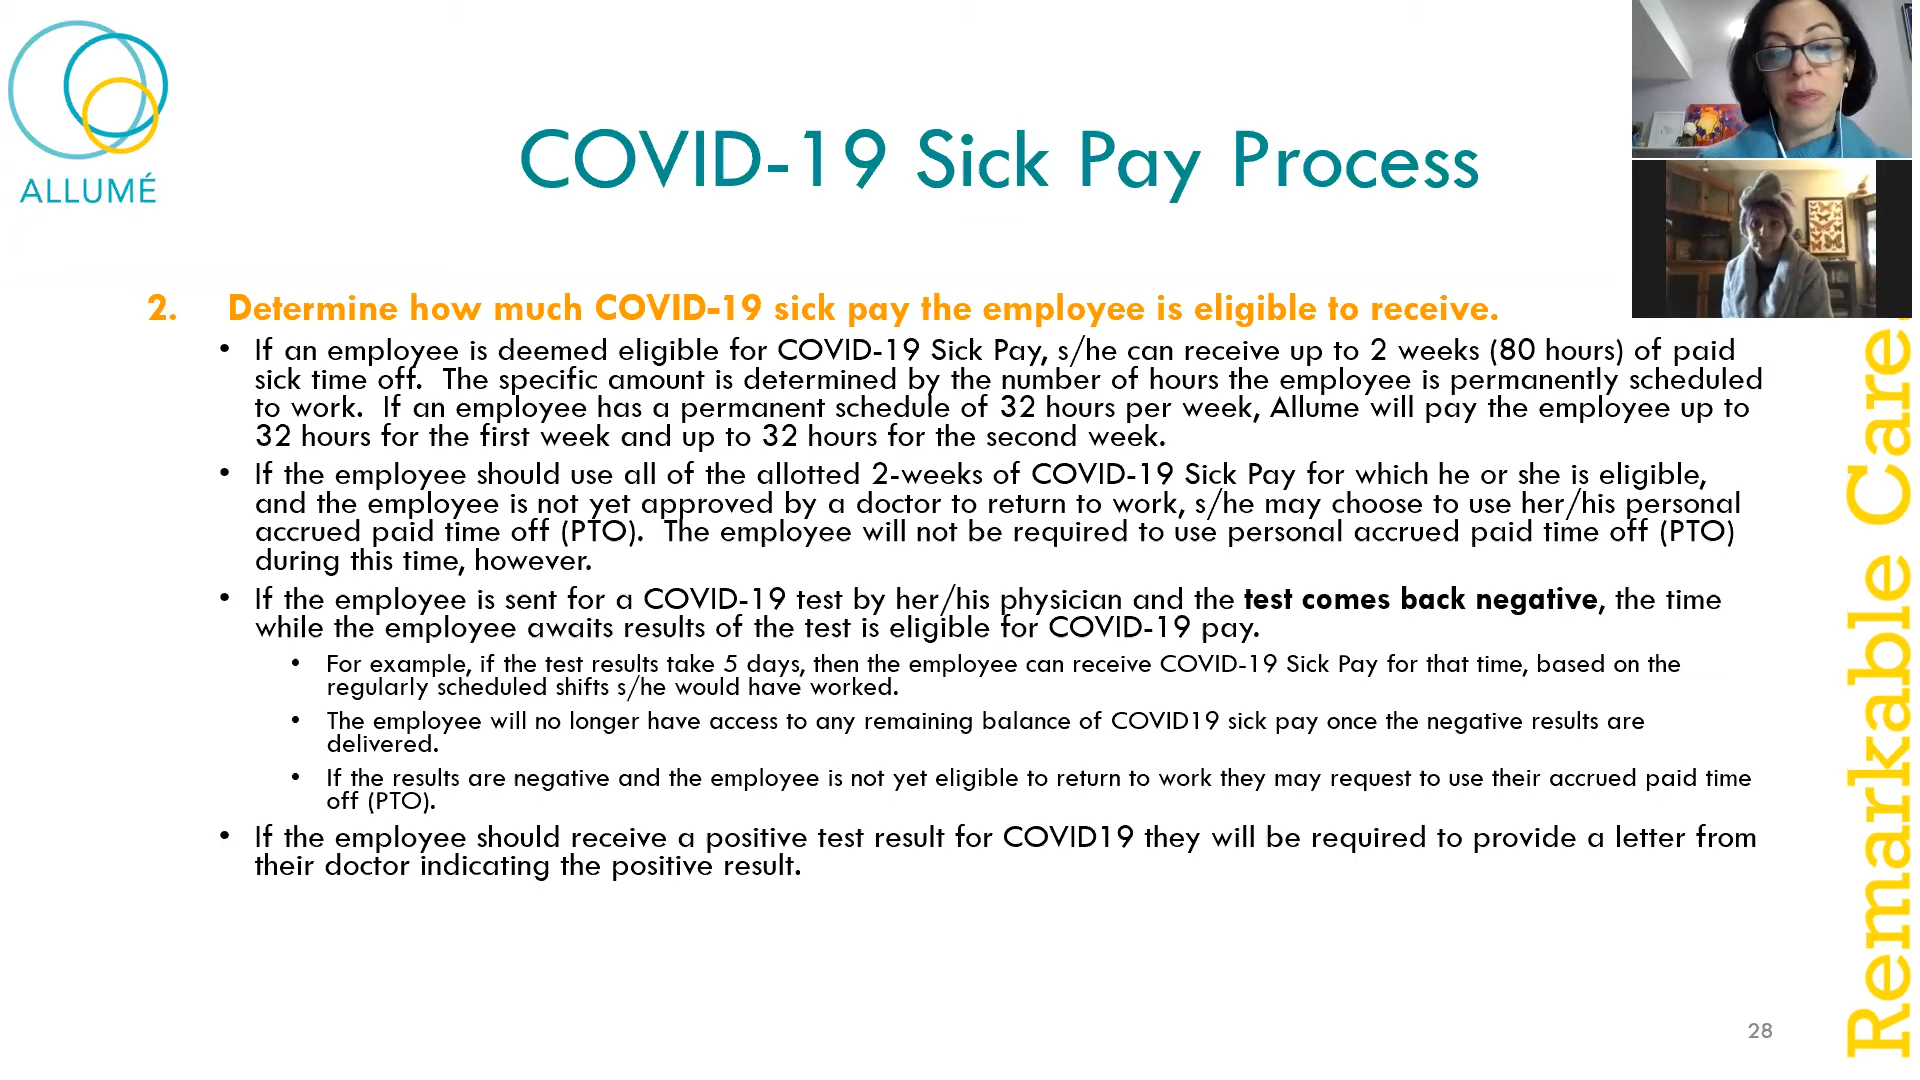 ALLUMÉ
COVID-19 Sick Pay Process
2. Determine how much COVID-19 sick pay the employee is eligible to receive.
• If an employee is deemed eligible for COVID-19 Sick Pay, s/he can receive up to 2 weeks (80 hours) of paid
sick time off. The specific amount is determined by the number of hours the employee is permanently scheduled
to work. If an employee has a permanent schedule of 32 hours per week, Allume will pay the employee up to
32 hours for the first week and up to 32 hours for the second week.
• If the employee should use all of the allotted 2-weeks of COVID-19 Sick Pay for which he or she is eligible,
and the employee is not yet approved by a doctor to return to work, s/he may choose to use her/his personal
accrued paid time off (PTO). The employee will not be required to use personal accrued paid time off (PTO)
during this time, however.
• If the employee is sent for a COVID-19 test by her/his physician and the test comes back negative, the time
while the employee awaits results of the test is eligible for COVID-19 pay.
• For example, if the test results take 5 days, then the employee can receive COVID-19 Sick Pay for that time, based on the
regularly scheduled shifts s/he would have worked.
• The employee will no longer have access to any remaining balance of COVID19 sick pay once the negative results are
delivered.
• If the results are negative and the employee is not yet eligible to return to work they may request to use their accrued paid time
off (PTO).
• If the employee should receive a positive test result for COVID19 they will be required to provide a letter from
their doctor indicating the positive result.
Remarkable Care
28